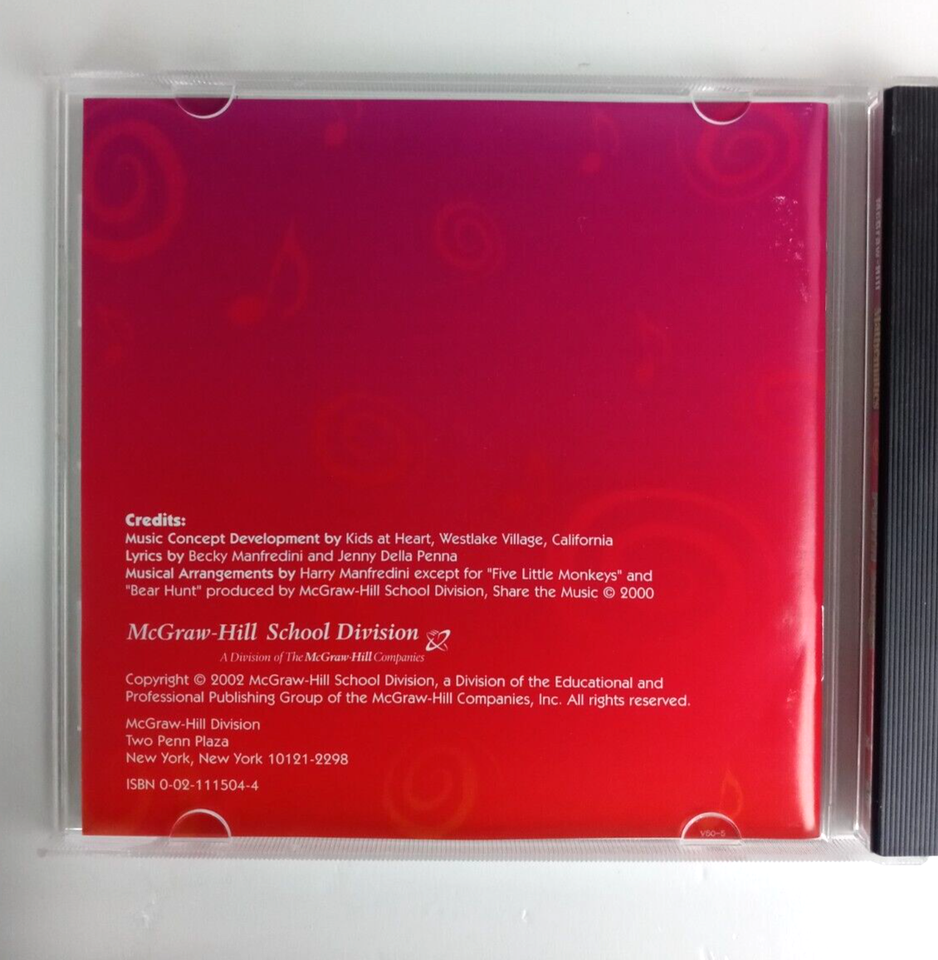 Credits:
Music Concept Development by Kids at Heart, Westlake Village, California
Lyrics by Becky Manfredini and Jenny Della Penna
Musical Arrangements by Harry Manfredini except for "Five Little Monkeys" and
"Bear Hunt" produced by McGraw-Hill School Division, Share the Music © 2000
McGraw-Hill School Division
A Division of The McGraw-Hill Companies
Copyright © 2002 McGraw-Hill School Division, a Division of the Educational and
Professional Publishing Group of the McGraw-Hill Companies, Inc. All rights reserved.
McGraw-Hill Division
Two Penn Plaza
New York, New York 10121-2298
ISBN 0-02-111504-4
McGraw-Hill